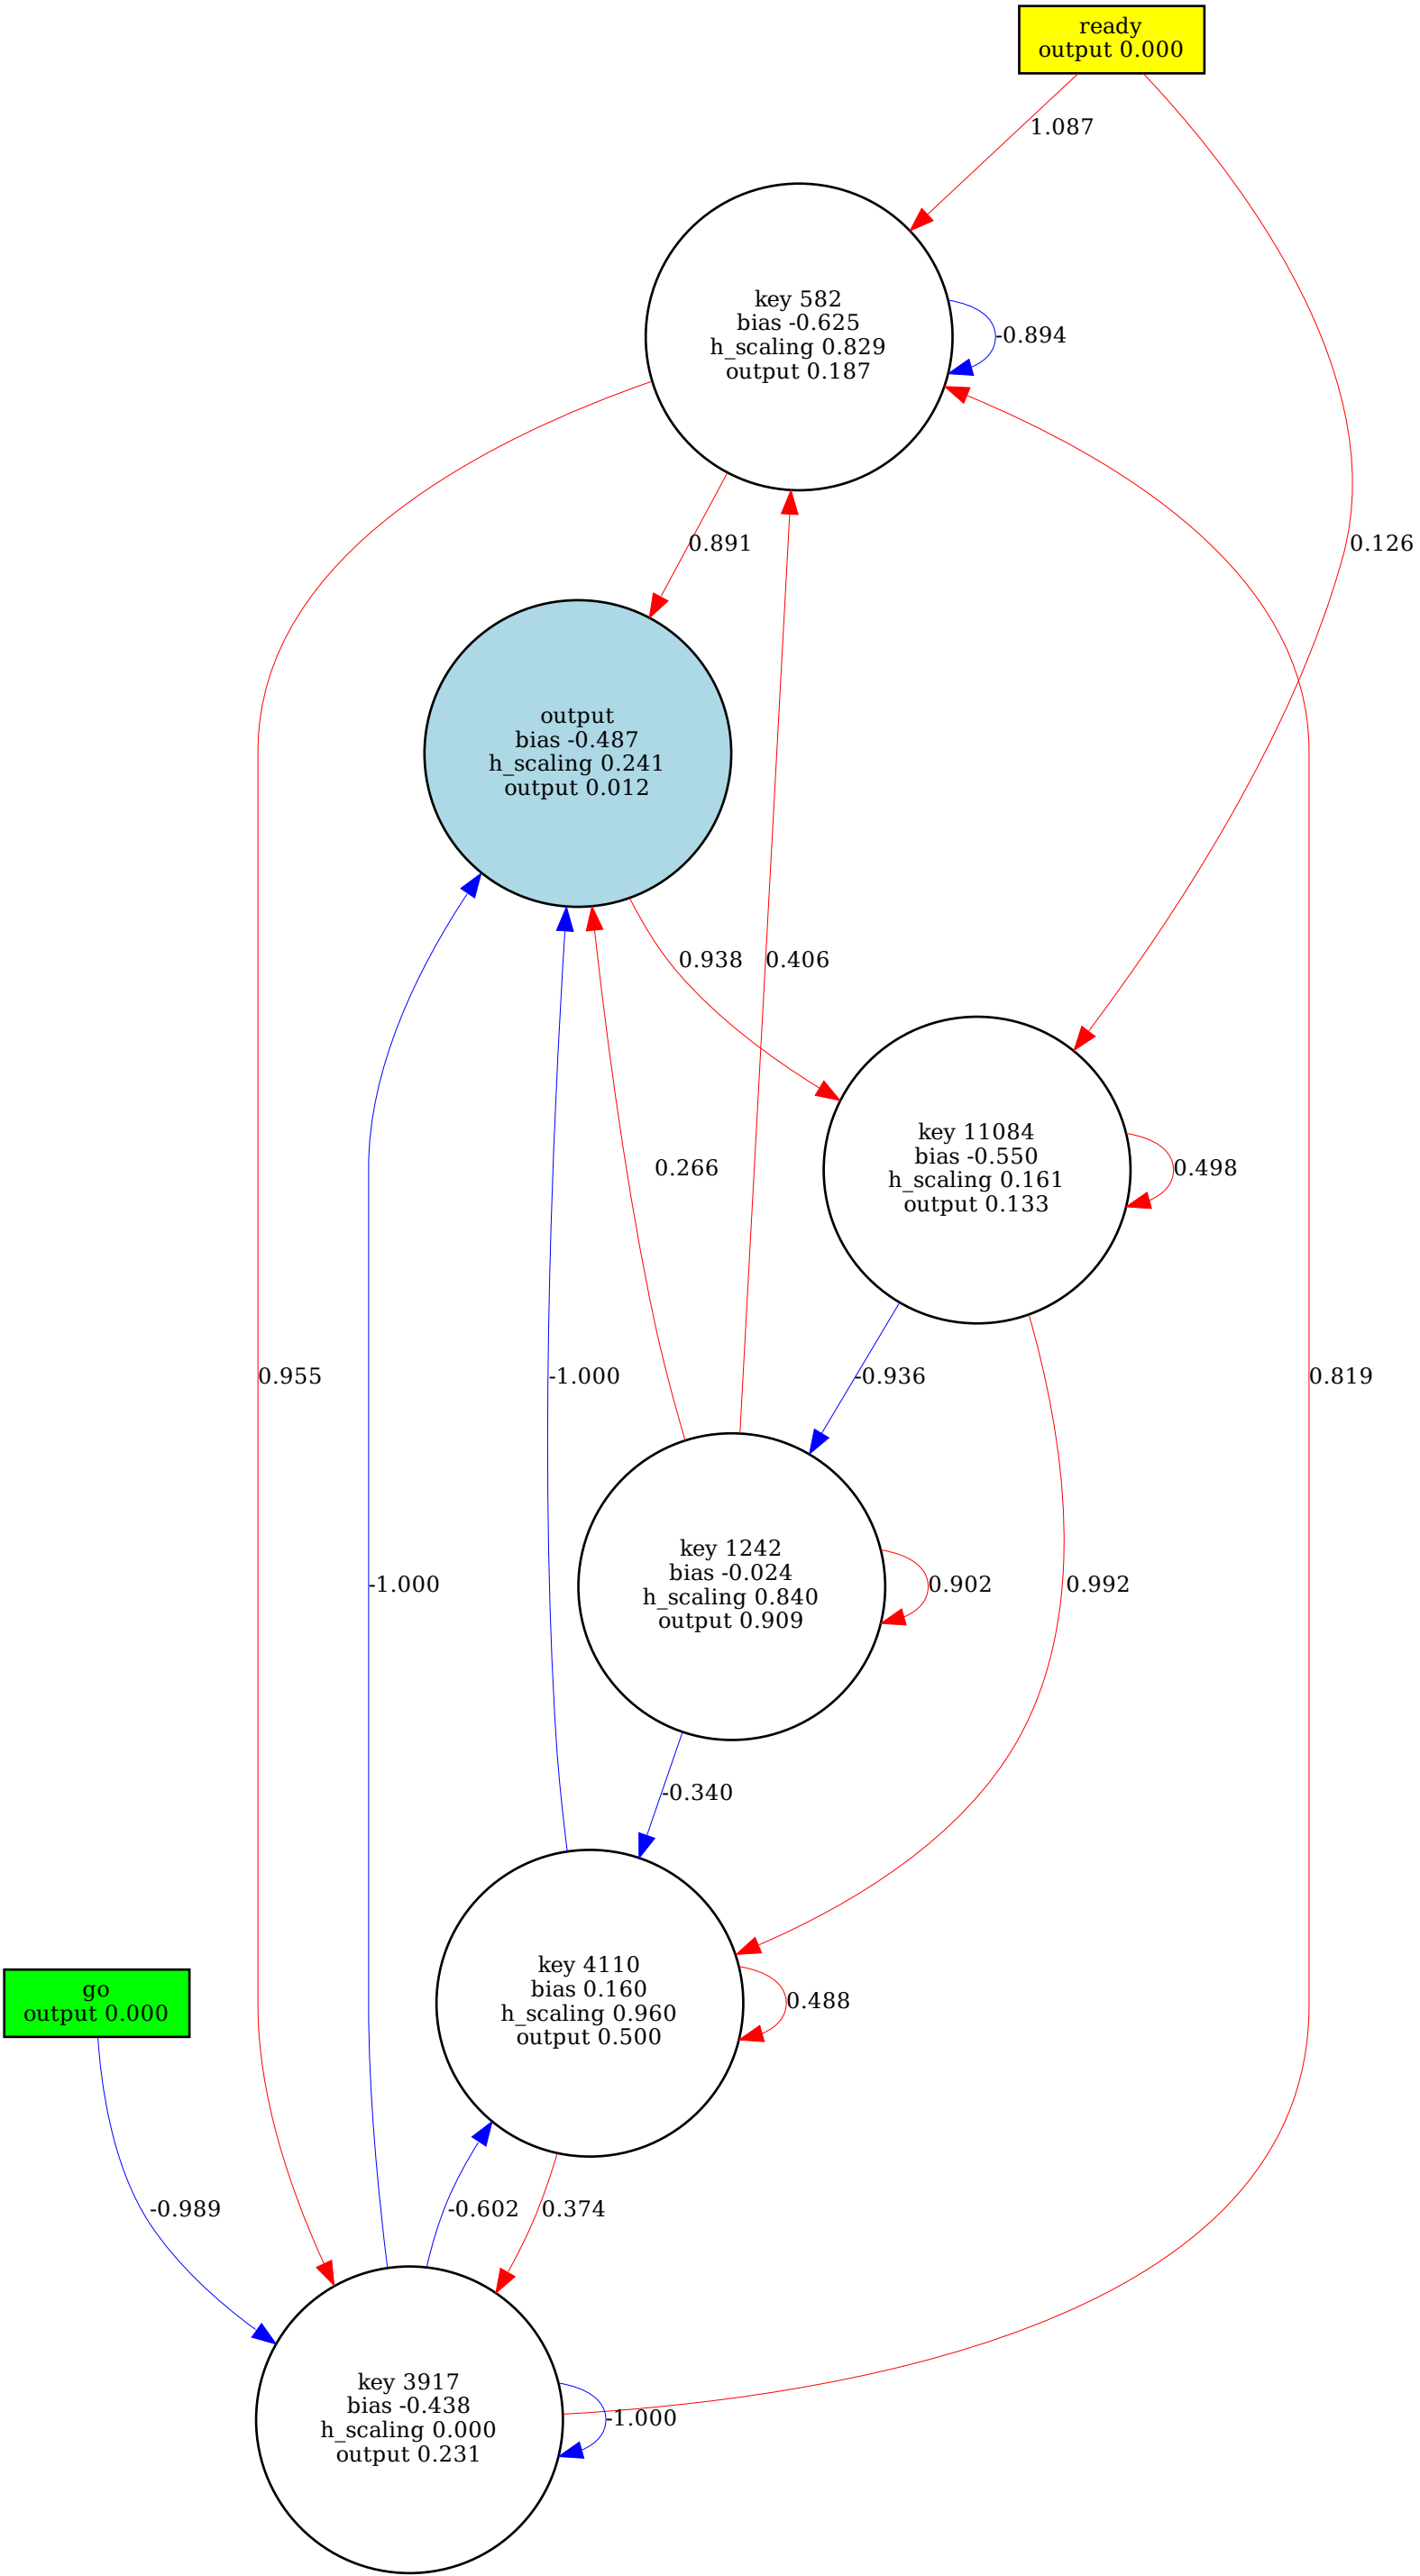 ready
output 0.000
1.087
key 582
bias -0.625
h_scaling 0.829
output 0.187
-0.894
0.891
0.126
output
bias -0.487
h_scaling 0.241
output 0.012
0.938
0.406
key 11084
bias -0.550
h_scaling 0.161
output 0.133
0.266
0.498
0.955
-1.000
-0.936
0.819
key 1242
bias -0.024
h_scaling 0.840
output 0.909
-1.000
0.902
0.992
-0.340
key 4110
bias 0.160
h_scaling 0.960
output 0.500
go
output 0.000
0.488
-0.989
-0.602
0.374
key 3917
bias -0.438
h_scaling 0.000
output 0.231
-1.000